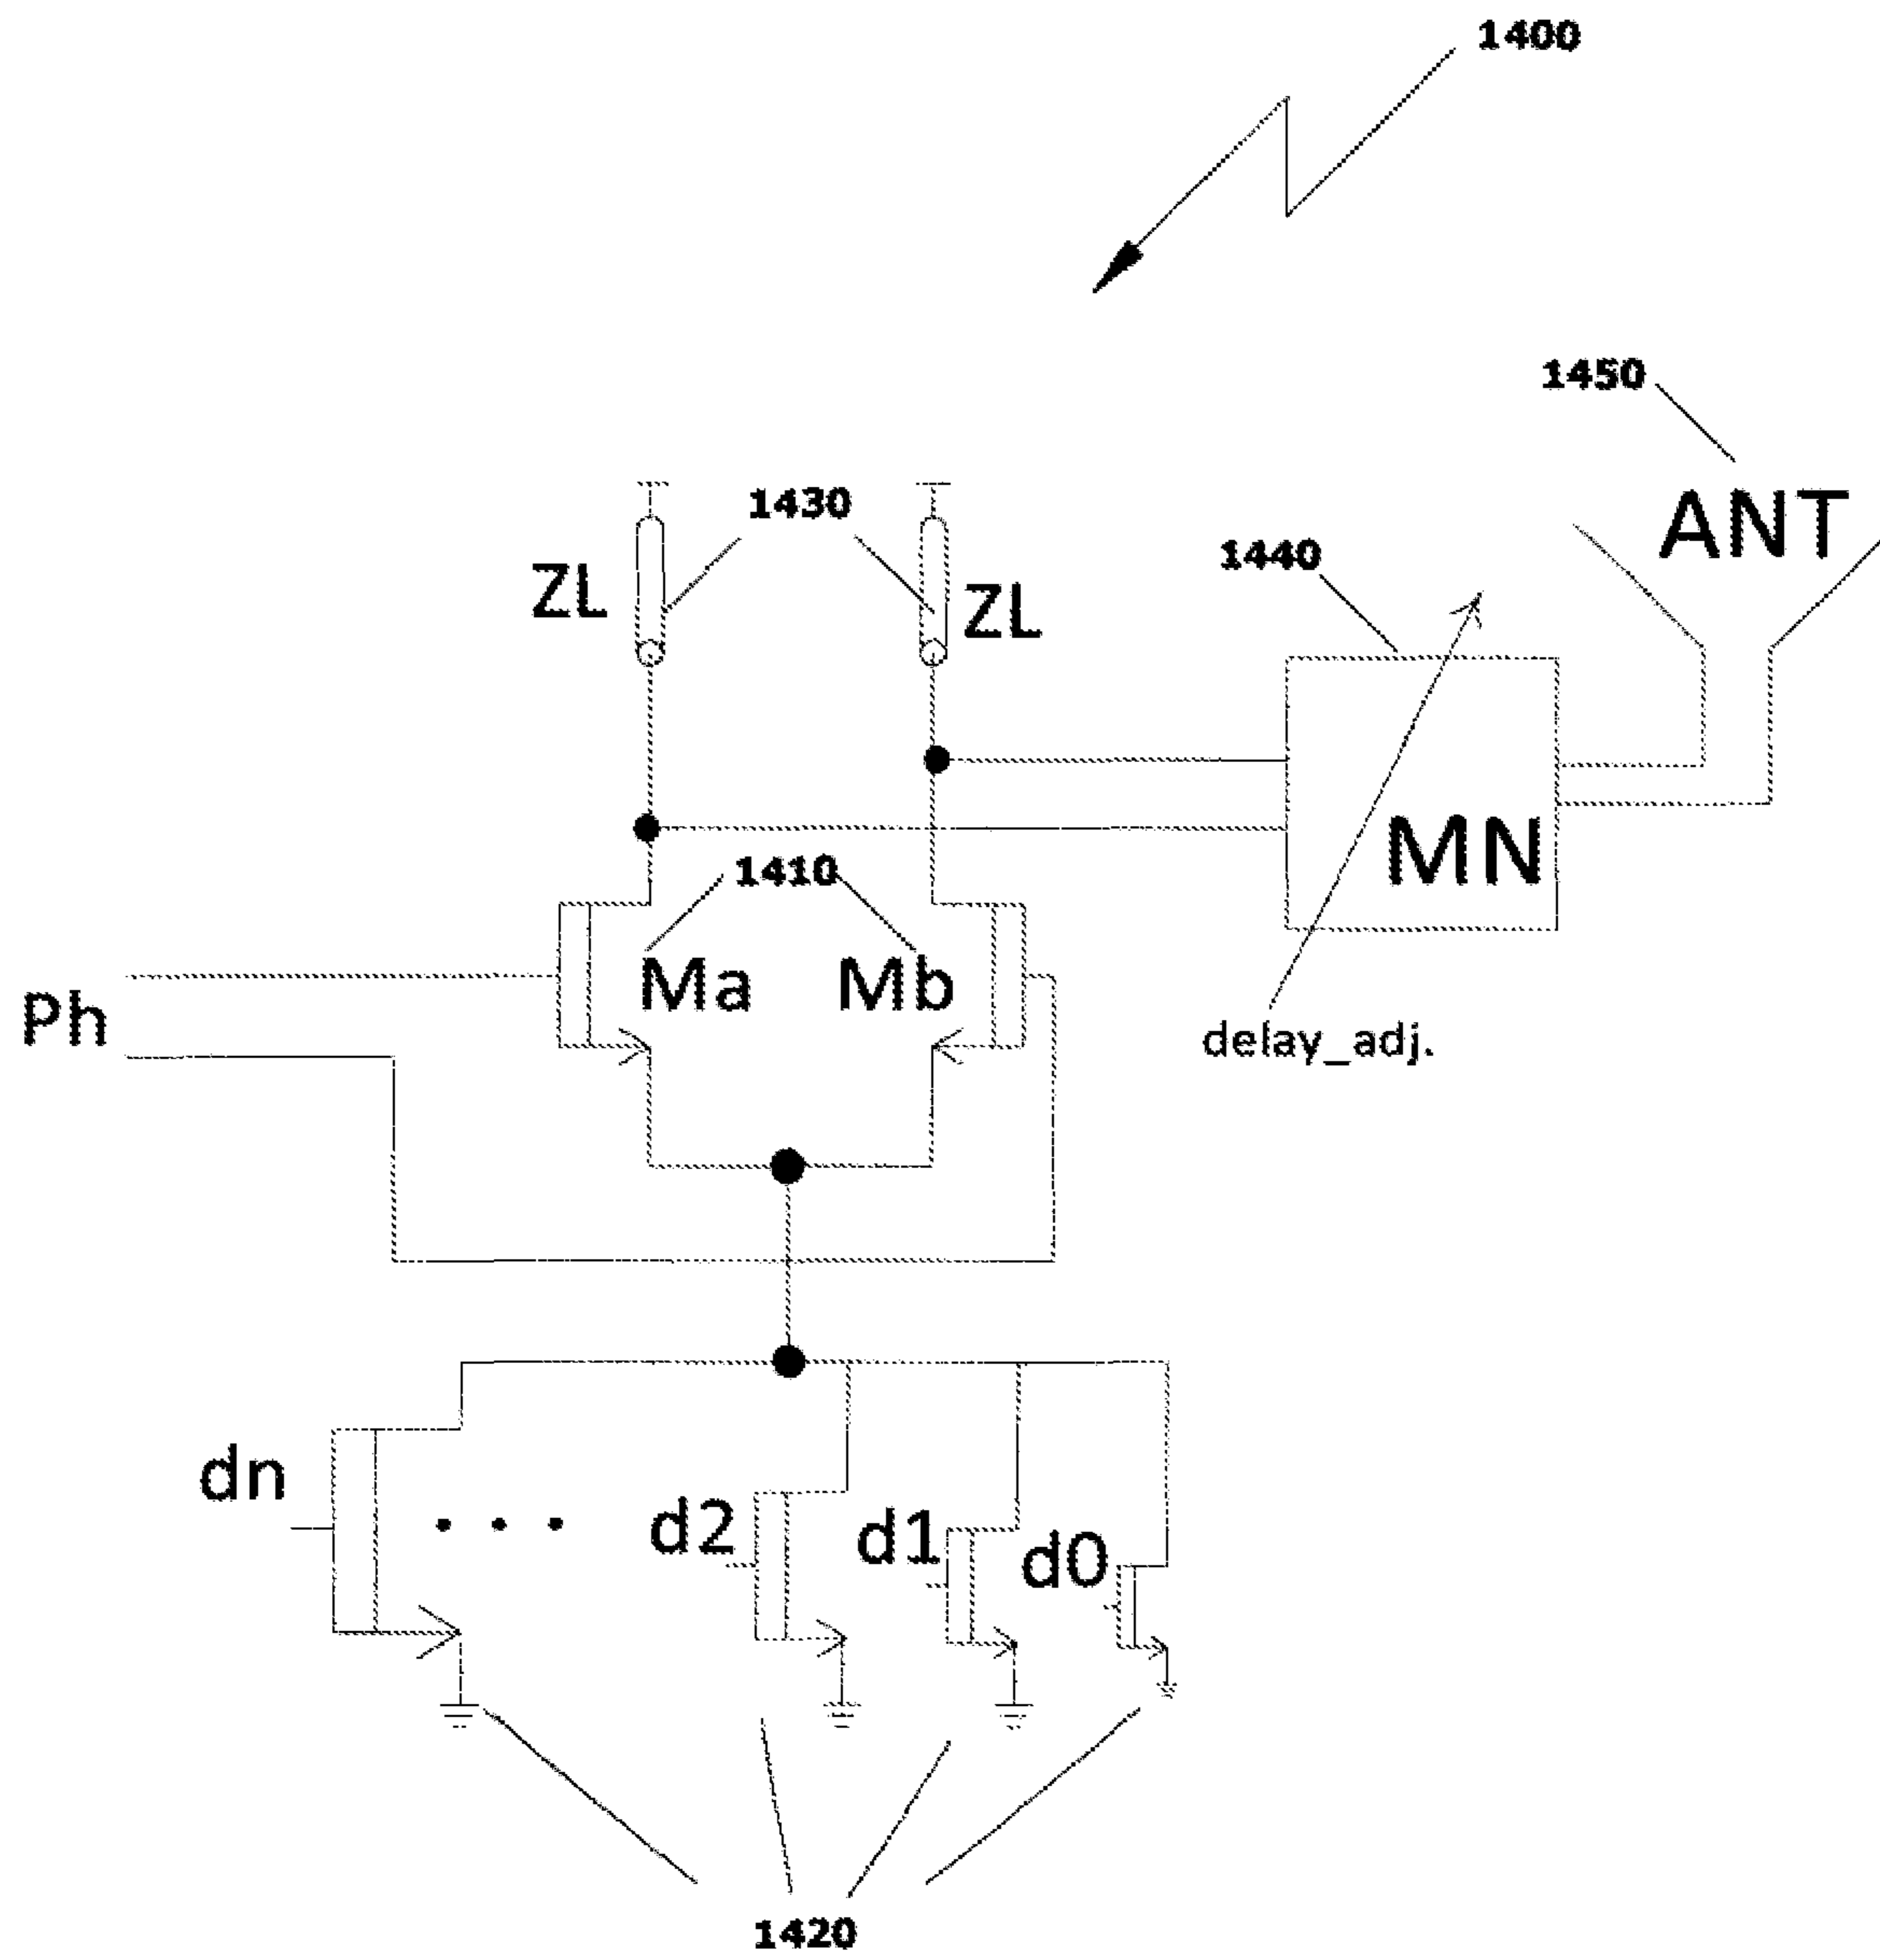 1400
1450
ANT
1430
ZL
ZL
1440
MN
1410
Ma
Mb
Ph
delay_adj.
dn
• • •
d2
d1
d0
1420